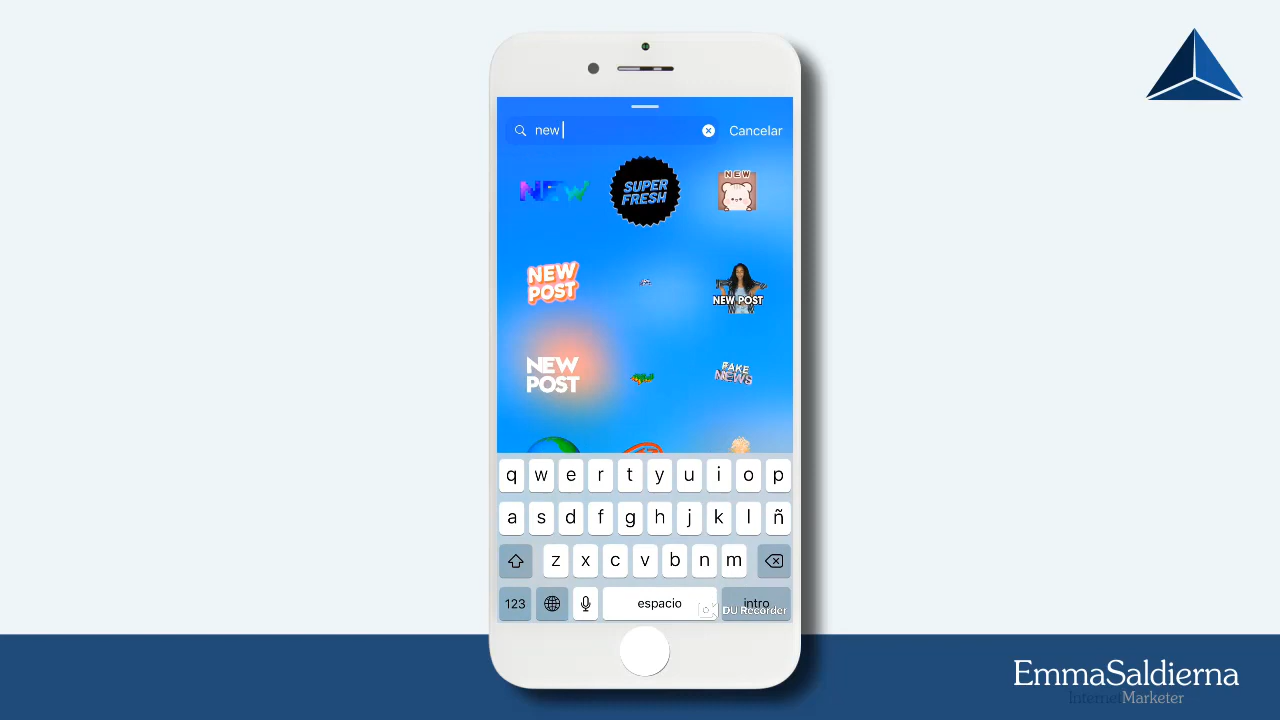 new
Cancelar
NEW
SUPER
FRESH
NEW
NEW
POST
NEW POST
NEW
POST
FAKE
NEWS
q w e r t y u i o p
a s d f g h j k l ñ
z x c v b n m
123
espacio
intro
DU Recorder
EmmaSaldierna
Internet Marketer